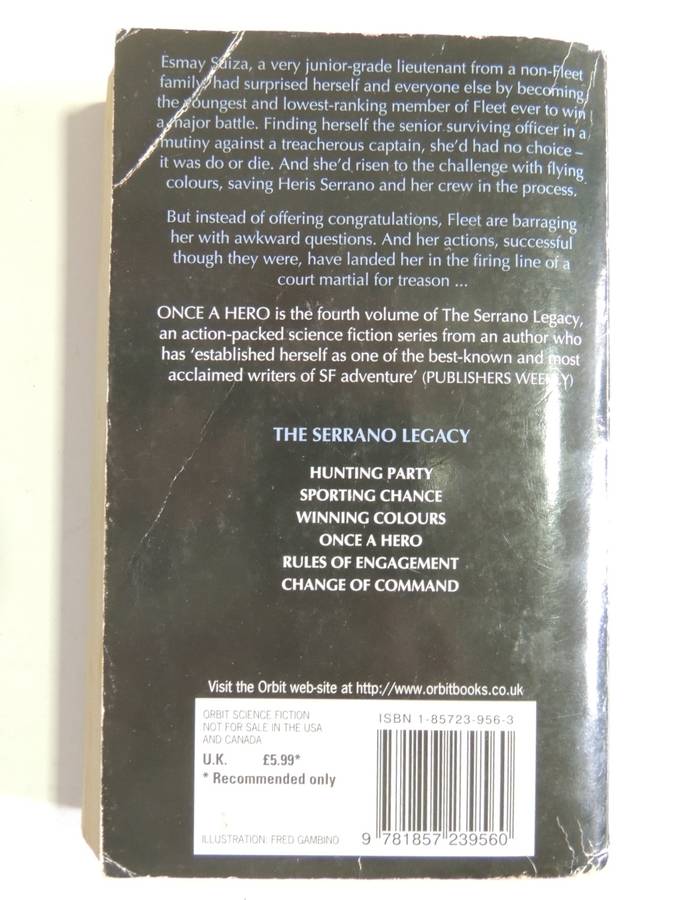 Esmay Suiza, a very junior-grade lieutenant from a non-Fleet
family, had surprised herself and everyone else by becoming
the youngest and lowest-ranking member of Fleet ever to win
a major battle. Finding herself the senior surviving officer in a
mutiny against a treacherous captain, she'd had no choice –
it was do or die. And she'd risen to the challenge with flying
colours, saving Heris Serrano and her crew in the process.
But instead of offering congratulations, Fleet are barraging
her with awkward questions. And her actions, successful
though they were, have landed her in the firing line of a
court martial for treason ...
ONCE A HERO is the fourth volume of The Serrano Legacy,
an action-packed science fiction series from an author who
has 'established herself as one of the best-known and most
acclaimed writers of SF adventure' (PUBLISHERS WEEKLY)
THE SERRANO LEGACY
HUNTING PARTY
SPORTING CHANCE
WINNING COLOURS
ONCE A HERO
RULES OF ENGAGEMENT
CHANGE OF COMMAND
Visit the Orbit web-site at http://www.orbitbooks.co.uk
ORBIT SCIENCE FICTION
NOT FOR SALE IN THE USA
AND CANADA
U.K. £5.99*
* Recommended only
ILLUSTRATION: FRED GAMBINO
ISBN 1-85723-956-3
9 781857 239560